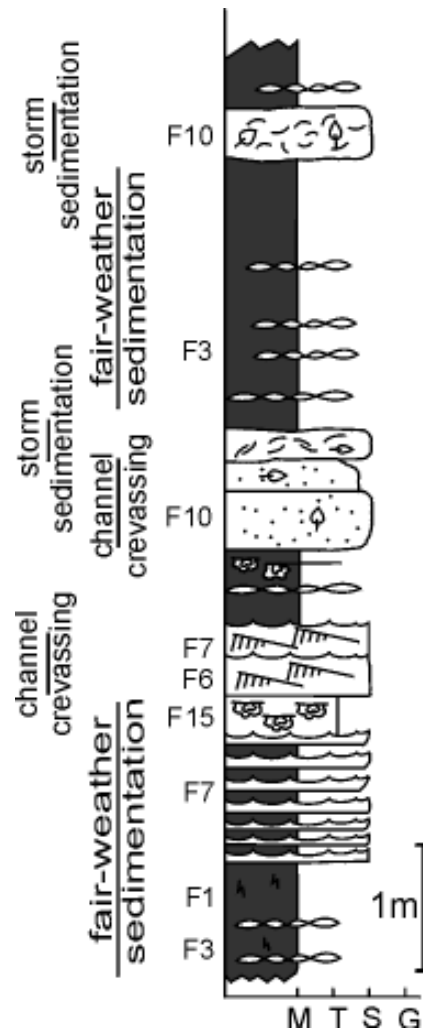 storm
sedimentation
F10
fair-weather
sedimentation
F3
storm
sedimentation
channel
crevassing
F10
channel
crevassing
F7
F6
F15
fair-weather
sedimentation
F7
F1
F3
1m
M T S G